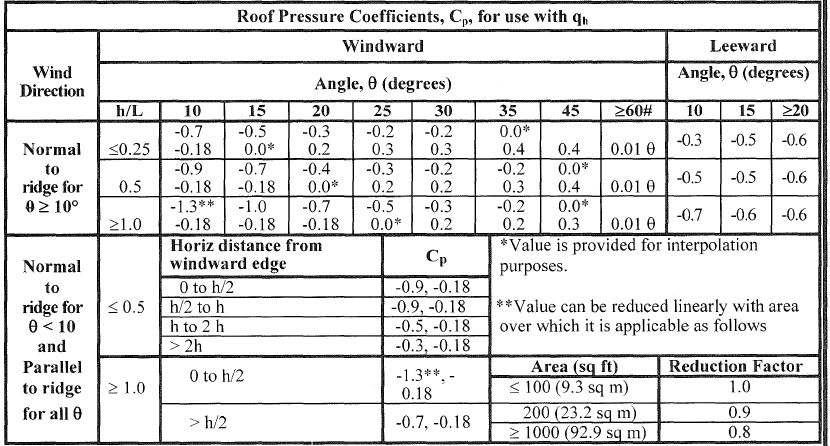 Roof Pressure Coefficients, Cp, for use with qh
Wind Direction
Windward
Leeward
Angle, θ (degrees)
Angle, θ (degrees)
h/L 10 15 20 25 30 35 45 ≥60# 10 15 ≥20
Normal to ridge for θ ≥ 10°
≤0.25 -0.7 -0.5 -0.3 -0.2 -0.2 0.0*
-0.18 0.0* 0.2 0.3 0.3 0.4 0.4 0.01 θ -0.3 -0.5 -0.6
0.5 -0.9 -0.7 -0.4 -0.3 -0.2 -0.2 0.0*
-0.18 -0.18 0.0* 0.2 0.2 0.3 0.4 0.01 θ -0.5 -0.5 -0.6
≥1.0 -1.3** -1.0 -0.7 -0.5 -0.3 -0.2 0.0*
-0.18 -0.18 -0.18 0.0* 0.2 0.2 0.3 0.01 θ -0.7 -0.6 -0.6
Normal to ridge for θ < 10 and Parallel to ridge for all θ
≤ 0.5
Horiz distance from windward edge Cp
0 to h/2 -0.9, -0.18
h/2 to h -0.9, -0.18
h to 2 h -0.5, -0.18
> 2h -0.3, -0.18
≥ 1.0
0 to h/2 -1.3**, -0.18
> h/2 -0.7, -0.18
*Value is provided for interpolation
purposes.
**Value can be reduced linearly with area
over which it is applicable as follows
Area (sq ft) Reduction Factor
≤ 100 (9.3 sq m) 1.0
200 (23.2 sq m) 0.9
≥ 1000 (92.9 sq m) 0.8